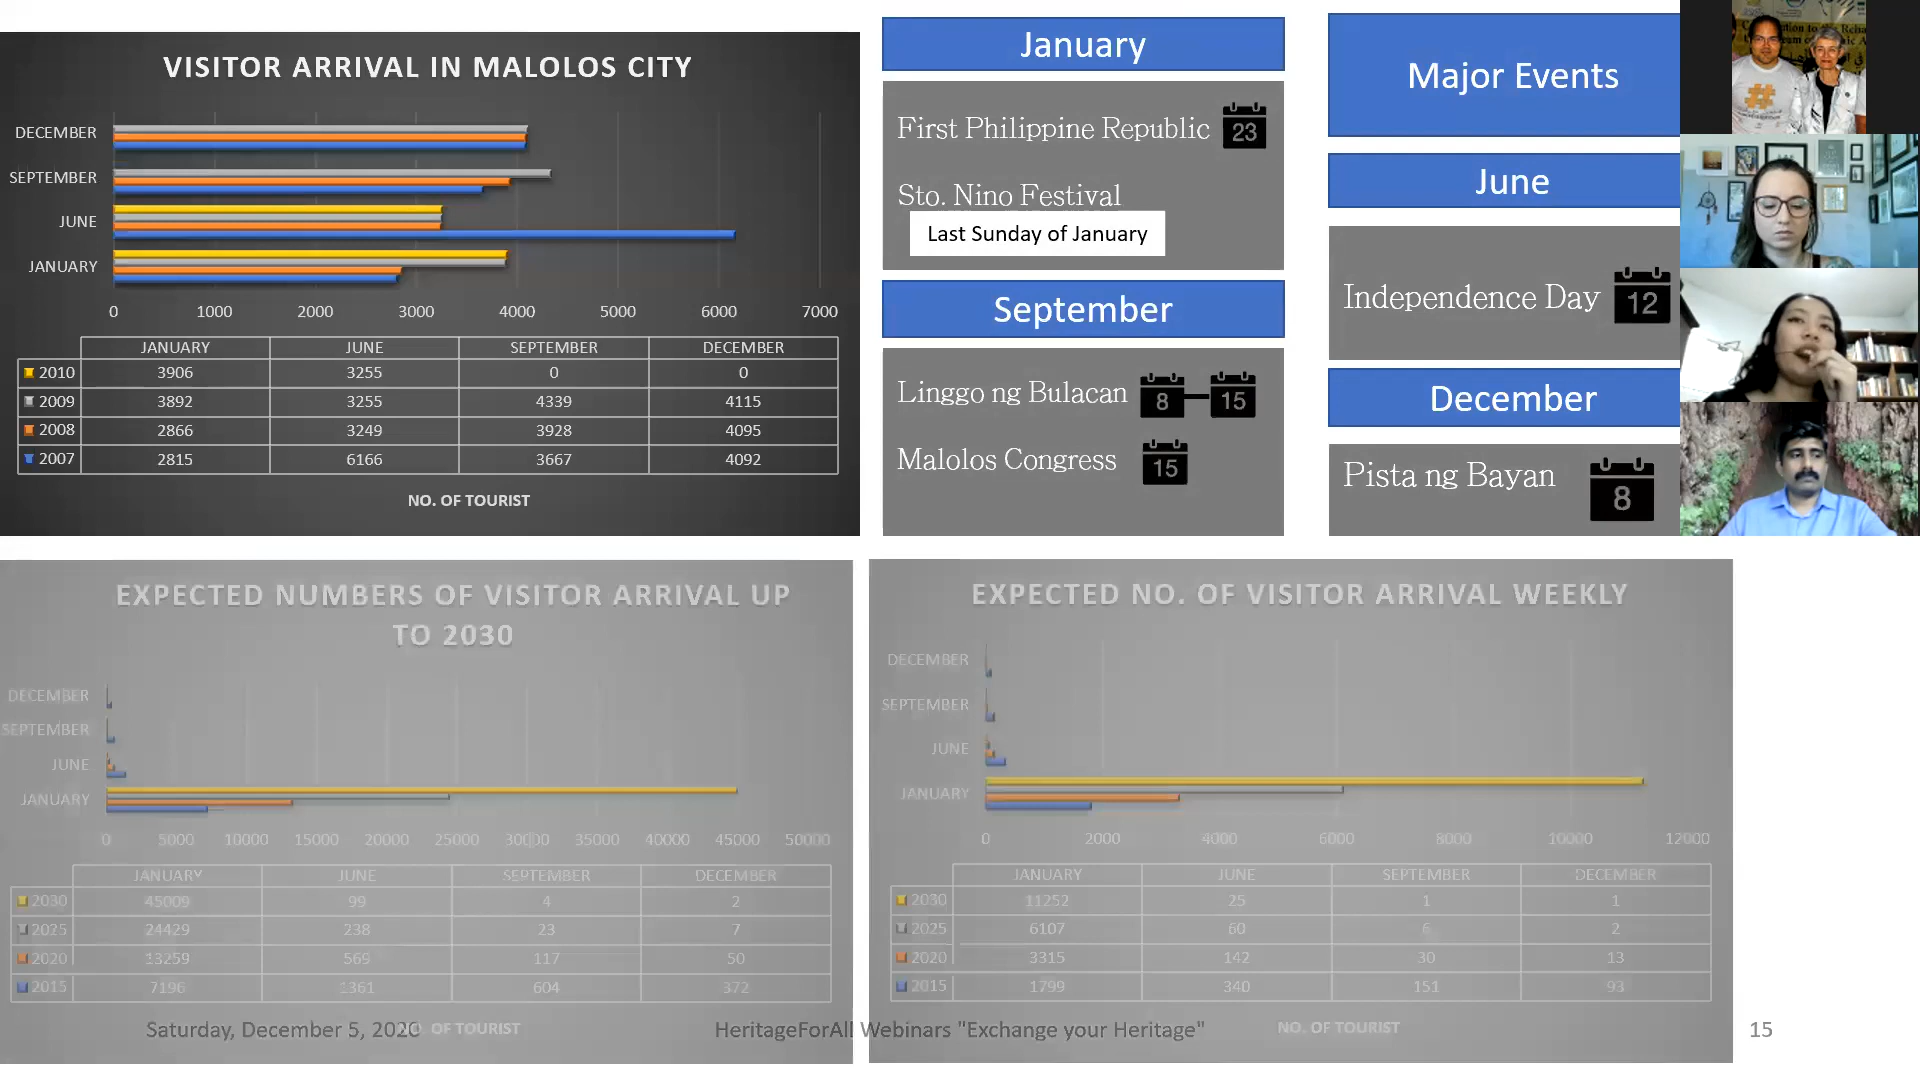 VISITOR ARRIVAL IN MALOLOS CITY
DECEMBER
SEPTEMBER
JUNE
JANUARY
0 1000 2000 3000 4000 5000 6000 7000
JANUARY JUNE SEPTEMBER DECEMBER
2010 3906 3255 0 0
2009 3892 3255 4339 4115
2008 2866 3249 3928 4095
2007 2815 6166 3667 4092
NO. OF TOURIST
January
First Philippine Republic 23
Sto. Nino Festival
Last Sunday of January
September
Linggo ng Bulacan 8 15
Malolos Congress 15
Major Events
June
Independence Day 12
December
Pista ng Bayan 8
EXPECTED NUMBERS OF VISITOR ARRIVAL UP
TO 2030
DECEMBER
SEPTEMBER
JUNE
JANUARY
0 5000 10000 15000 20000 25000 30000 35000 40000 45000 50000
JANUARY JUNE SEPTEMBER DECEMBER
2030 45009 99 4 2
2025 24429 238 23 7
2020 13259 569 117 50
2015 7196 1361 604 372
NO. OF TOURIST
EXPECTED NO. OF VISITOR ARRIVAL WEEKLY
DECEMBER
SEPTEMBER
JUNE
JANUARY
0 2000 4000 6000 8000 10000 12000
JANUARY JUNE SEPTEMBER DECEMBER
2030 11252 25 1 1
2025 6107 60 6 2
2020 3315 142 30 13
2015 1799 340 151 93
NO. OF TOURIST
Saturday, December 5, 2020
HeritageForAll Webinars "Exchange your Heritage"
15